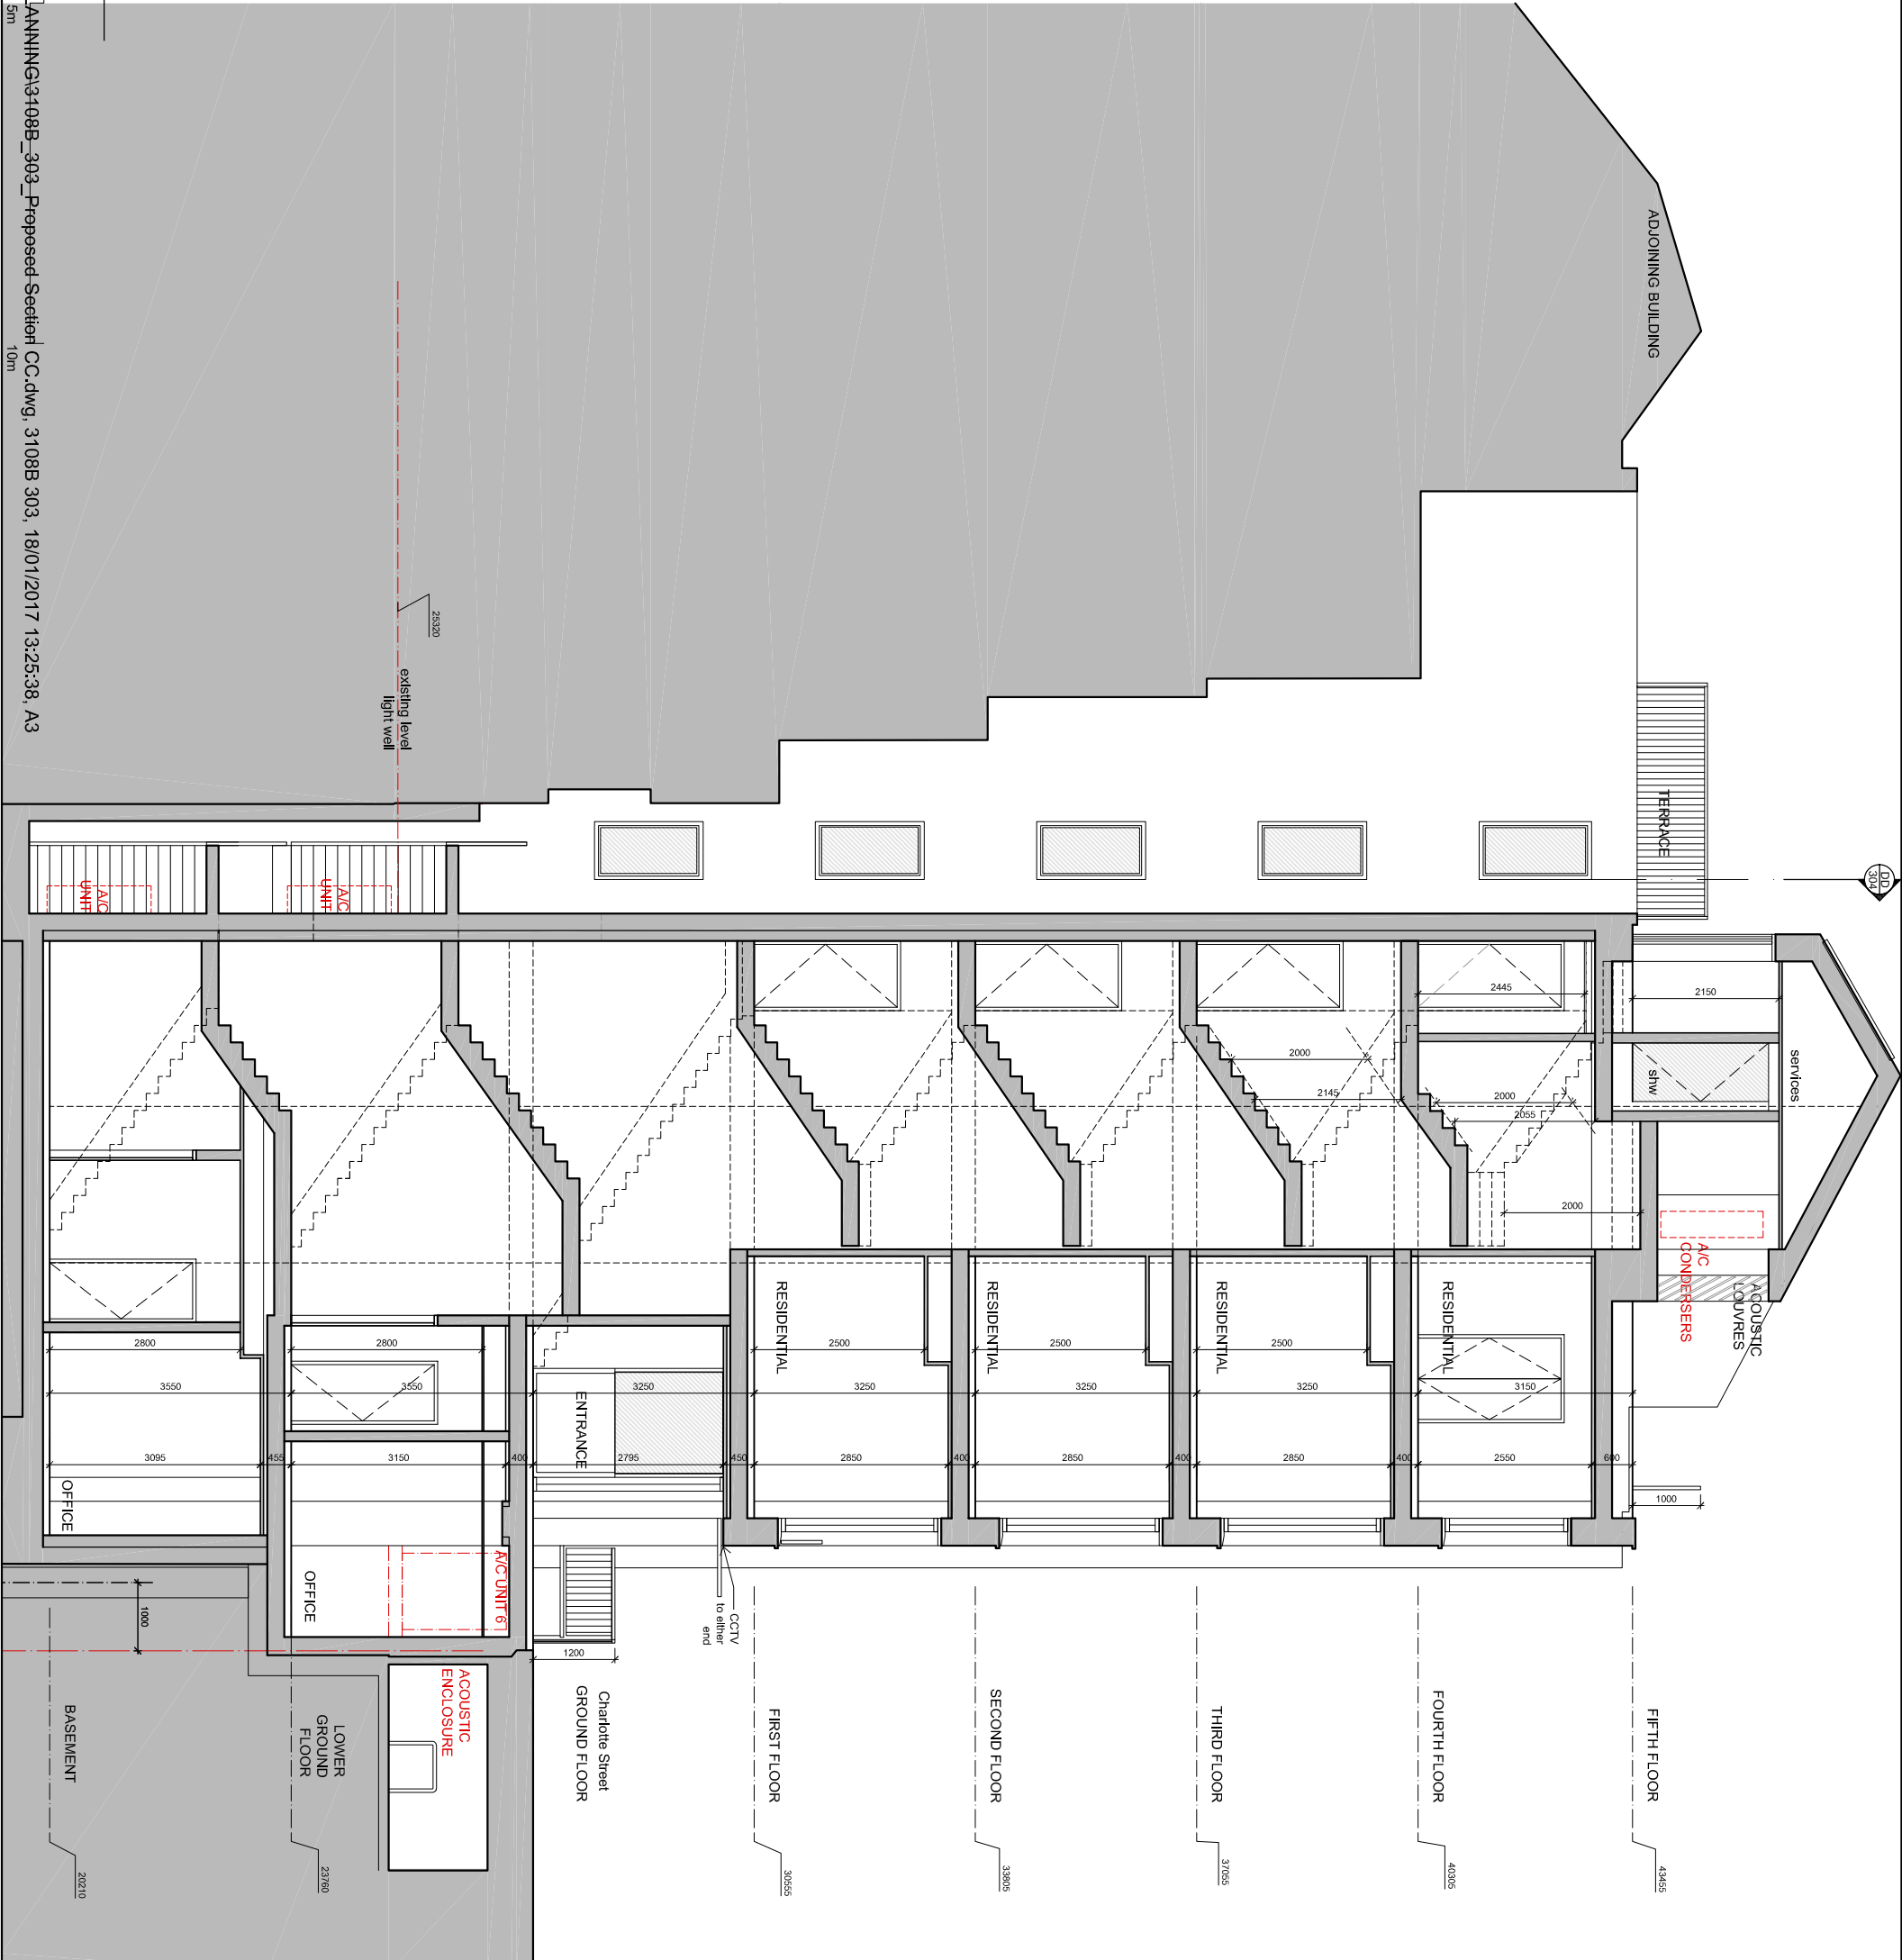 ADJOINING BUILDING
TERRACE
DD
304
services
shw
2150
A/C
CONDERSERS
ACOUSTIC
LOUVRES
1000
FIFTH FLOOR
43455
2445
2000
2055
2000
RESIDENTIAL
3150
2550
600
FOURTH FLOOR
40305
2000
2145
RESIDENTIAL
2500
3250
2850
400
THIRD FLOOR
37055
RESIDENTIAL
2500
3250
2850
400
SECOND FLOOR
33805
RESIDENTIAL
2500
3250
2850
400
FIRST FLOOR
30555
CCTV
to either
end
ENTRANCE
3250
2795
450
1200
Charlotte Street
GROUND FLOOR
25320
existing level
light well
A/C
UNIT
2800
3550
3150
400
OFFICE
A/C UNIT 6
ACOUSTIC
ENCLOSURE
LOWER
GROUND
FLOOR
23760
A/C
UNIT
2800
3550
3095
455
OFFICE
1000
BASEMENT
20210
ANNING\3108B_303_Proposed Section CC.dwg, 3108B 303, 18/01/2017 13:25:38, A3
5m
10m